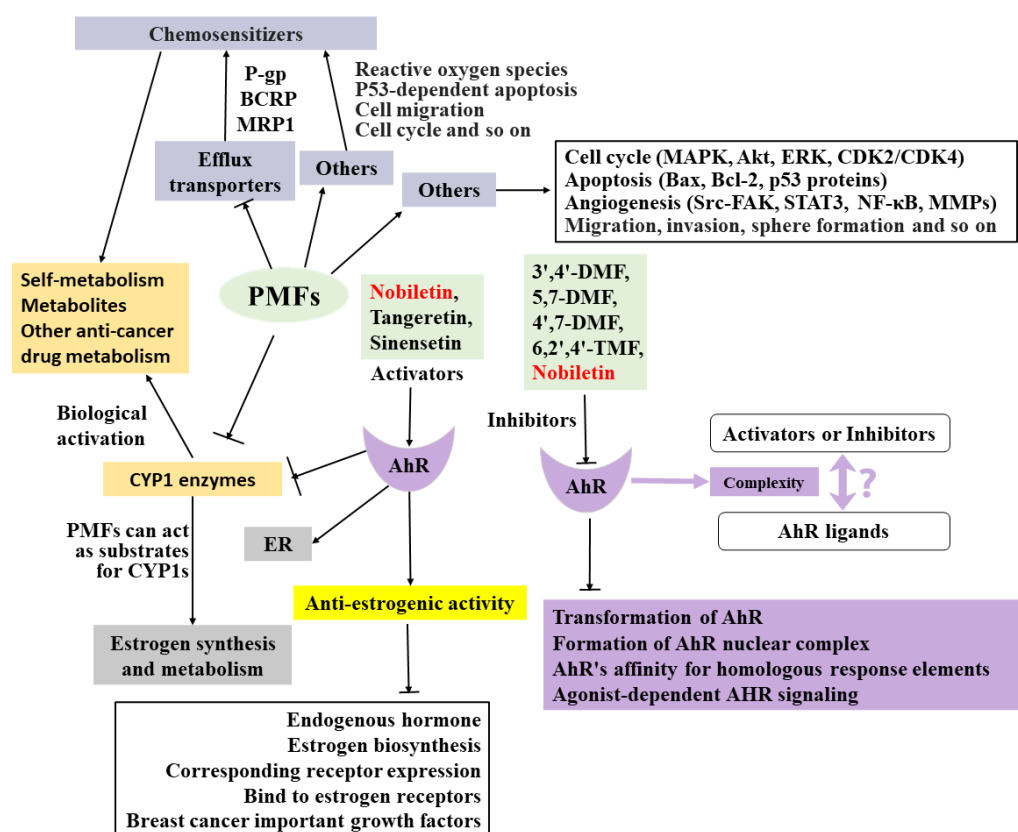 Chemosensitizers
P-gp
BCRP
MRP1
Reactive oxygen species
P53-dependent apoptosis
Cell migration
Cell cycle and so on
Efflux
transporters
Others
Others
Cell cycle (MAPK, Akt, ERK, CDK2/CDK4)
Apoptosis (Bax, Bcl-2, p53 proteins)
Angiogenesis (Src-FAK, STAT3, NF-κB, MMPs)
Migration, invasion, sphere formation and so on
Self-metabolism
Metabolites
Other anti-cancer
drug metabolism
PMFs
Nobiletin,
Tangeretin,
Sinensetin
Activators
3',4'-DMF,
5,7-DMF,
4',7-DMF,
6,2',4'-TMF,
Nobiletin
Inhibitors
Biological
activation
CYP1 enzymes
AhR
AhR
Complexity
Activators or Inhibitors
?
AhR ligands
PMFs can act
as substrates
for CYP1s
ER
Anti-estrogenic activity
Estrogen synthesis
and metabolism
Transformation of AhR
Formation of AhR nuclear complex
AhR's affinity for homologous response elements
Agonist-dependent AHR signaling
Endogenous hormone
Estrogen biosynthesis
Corresponding receptor expression
Bind to estrogen receptors
Breast cancer important growth factors